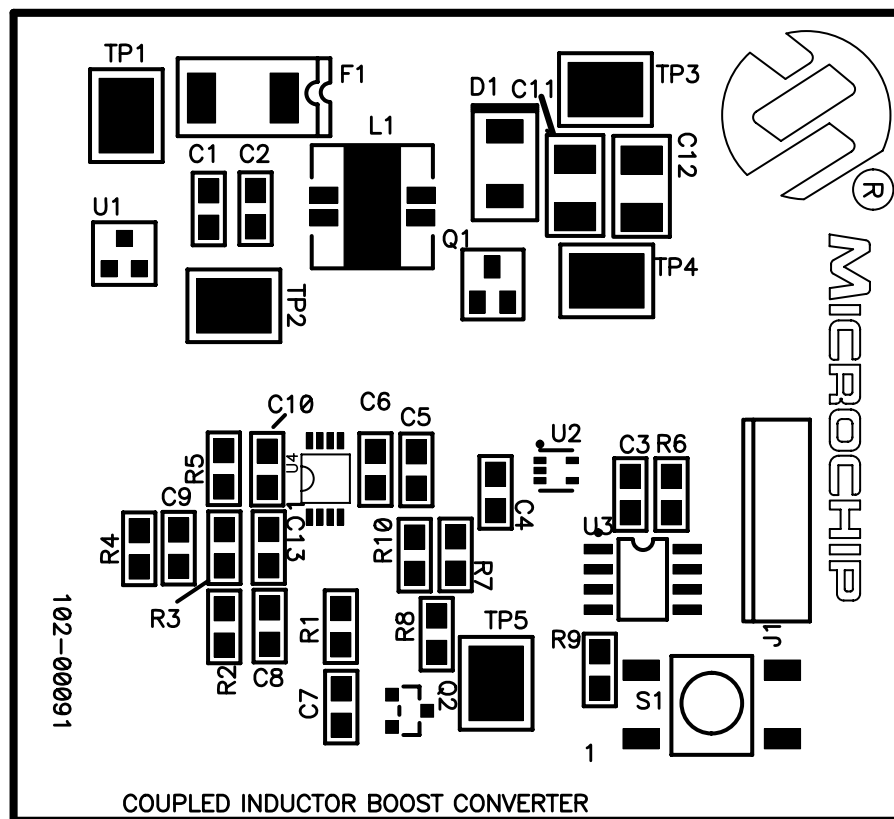 TP1
F1
TP3
D1
C11
L1
C1
C2
C12
®
U1
Q1
TP4
TP2
MICROCHIP
C10
C6
C5
U2
U4
R5
C3
R6
C9
C4
U3
R4
C13
R10
R7
R3
R1
R8
TP5
R9
J1
102-00091
R2
C8
C7
Q2
S1
1
COUPLED INDUCTOR BOOST CONVERTER